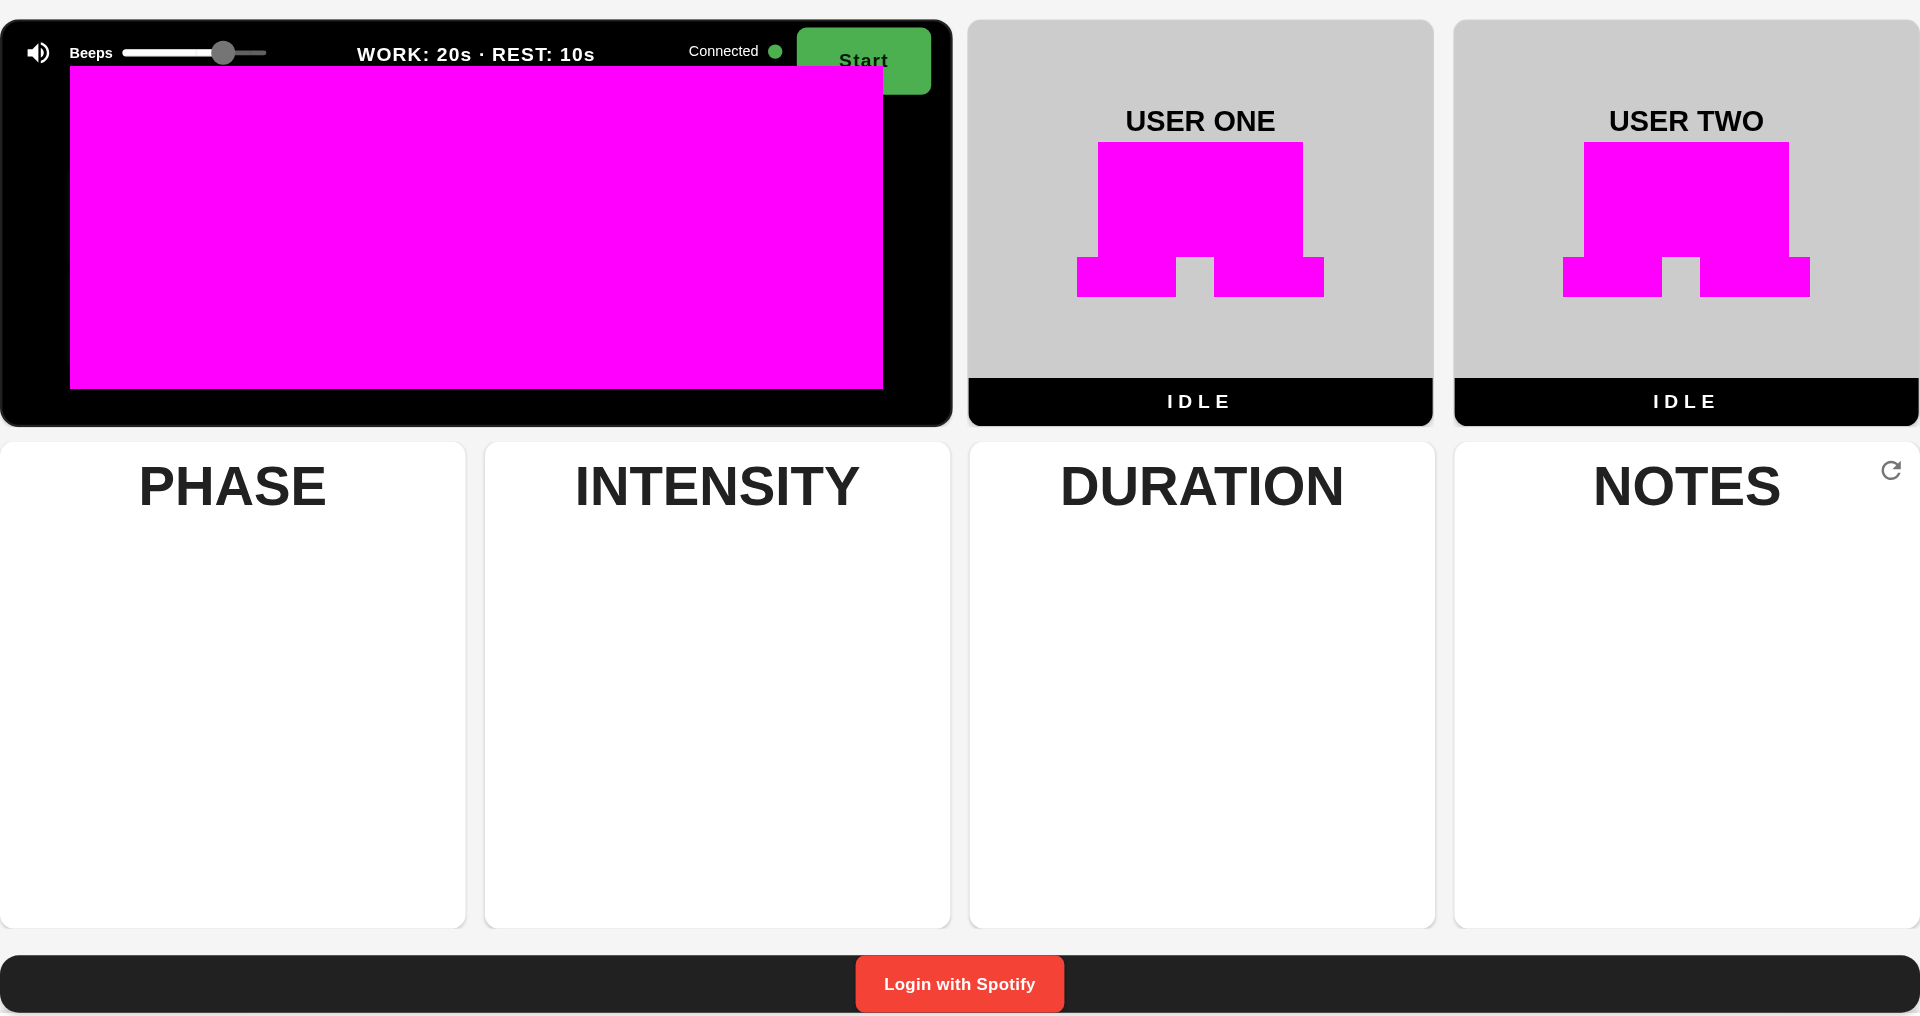 Beeps
WORK: 20s · REST: 10s
Connected
Start
USER ONE
IDLE
USER TWO
IDLE
PHASE
INTENSITY
DURATION
NOTES
Login with Spotify